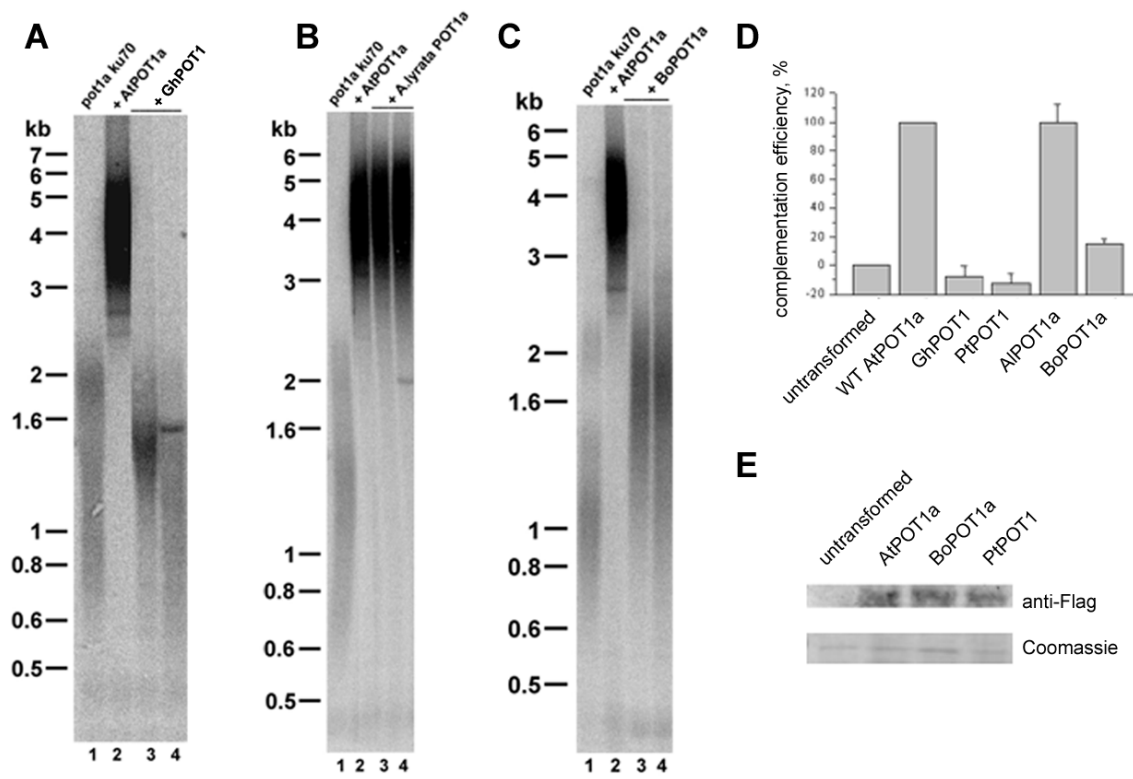 A
pot1a ku70
+ AtPOT1a
+ GhPOT1
kb
7
6
5
4
3
2
1.6
1
0.8
0.6
0.5
1 2 3 4
B
pot1a ku70
+ AtPOT1a
+ A.lyrata POT1a
kb
6
5
4
3
2
1.6
1
0.8
0.6
0.5
1 2 3 4
C
pot1a ku70
+ AtPOT1a
+ BoPOT1a
kb
6
5
4
3
2
1.6
1
0.8
0.6
0.5
1 2 3 4
D
complementation efficiency, %
120
100
80
60
40
20
0
-20
untransformed
WT AtPOT1a
GhPOT1
PtPOT1
AlPOT1a
BoPOT1a
E
untransformed
AtPOT1a
BoPOT1a
PtPOT1
anti-Flag
Coomassie